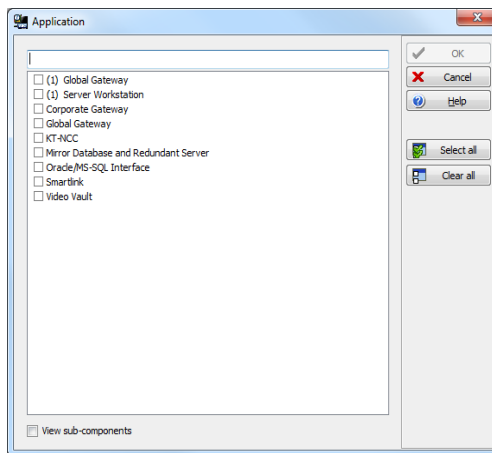 Application
(1) Global Gateway
(1) Server Workstation
Corporate Gateway
Global Gateway
KT-NCC
Mirror Database and Redundant Server
Oracle/MS-SQL Interface
Smartlink
Video Vault
View sub-components
OK
Cancel
Help
Select all
Clear all